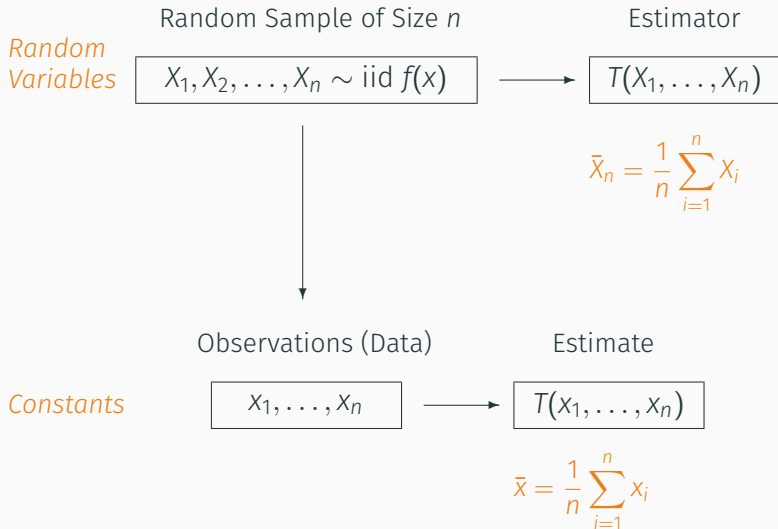 Random Sample of Size n
Estimator
Random
Variables
X₁, X₂, . . . , Xₙ ∼ iid f(x)
T(X₁, . . . , Xₙ)
X̄ₙ = 1/n ∑ᵢ₌₁ⁿ Xᵢ
Observations (Data)
Estimate
Constants
x₁, . . . , xₙ
T(x₁, . . . , xₙ)
x̄ = 1/n ∑ᵢ₌₁ⁿ xᵢ